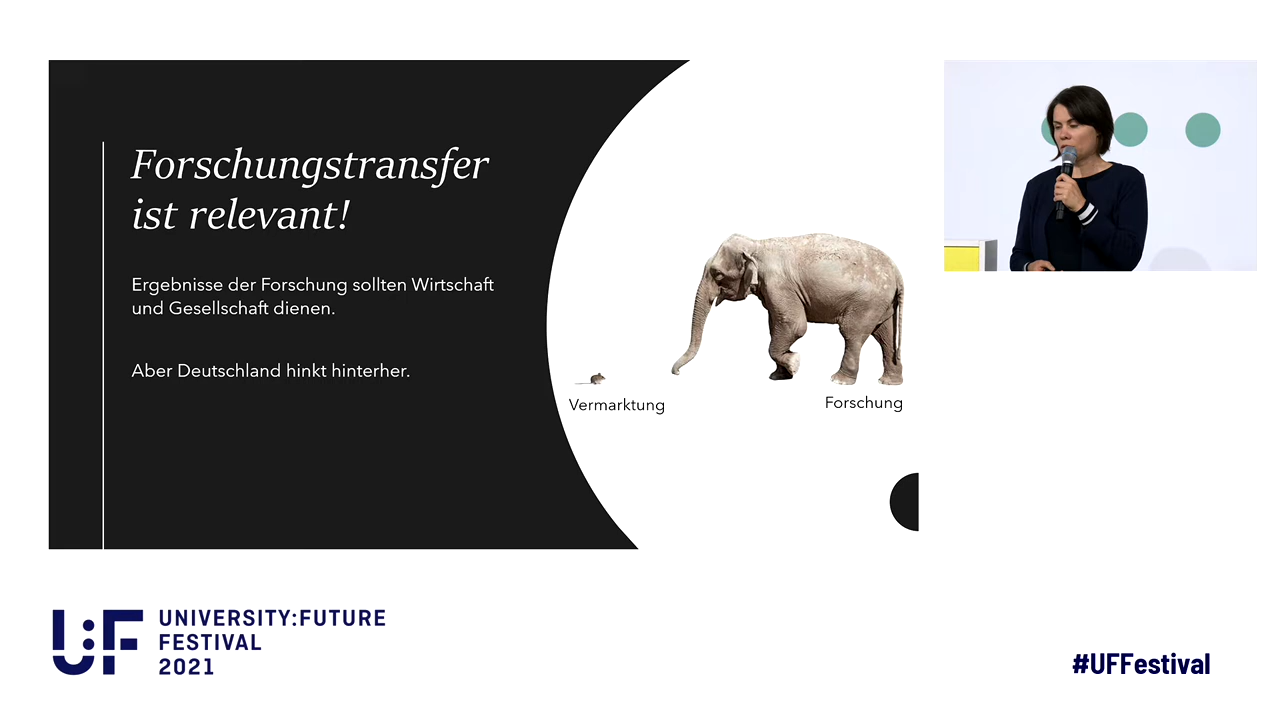 Forschungstransfer
ist relevant!
Ergebnisse der Forschung sollten Wirtschaft
und Gesellschaft dienen.
Aber Deutschland hinkt hinterher.
Vermarktung
Forschung
U:F
UNIVERSITY:FUTURE
FESTIVAL
2021
#UFFestival